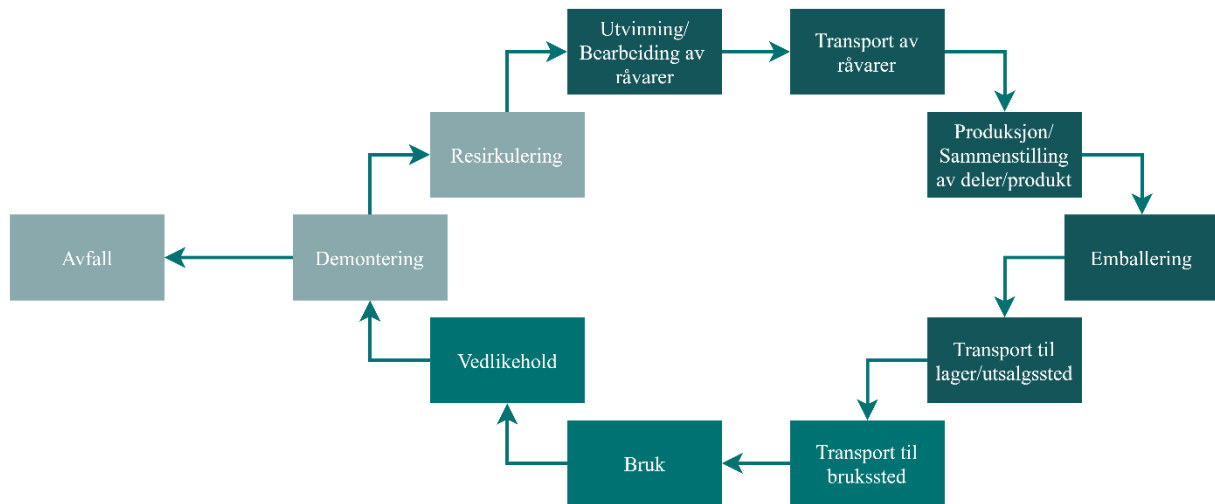 Utvinning/
Bearbeiding av
råvarer
Transport av
råvarer
Produksjon/
Sammenstilling
av deler/produkt
Emballering
Transport til
lager/utsalgssted
Transport til
brukssted
Bruk
Vedlikehold
Demontering
Avfall
Resirkulering